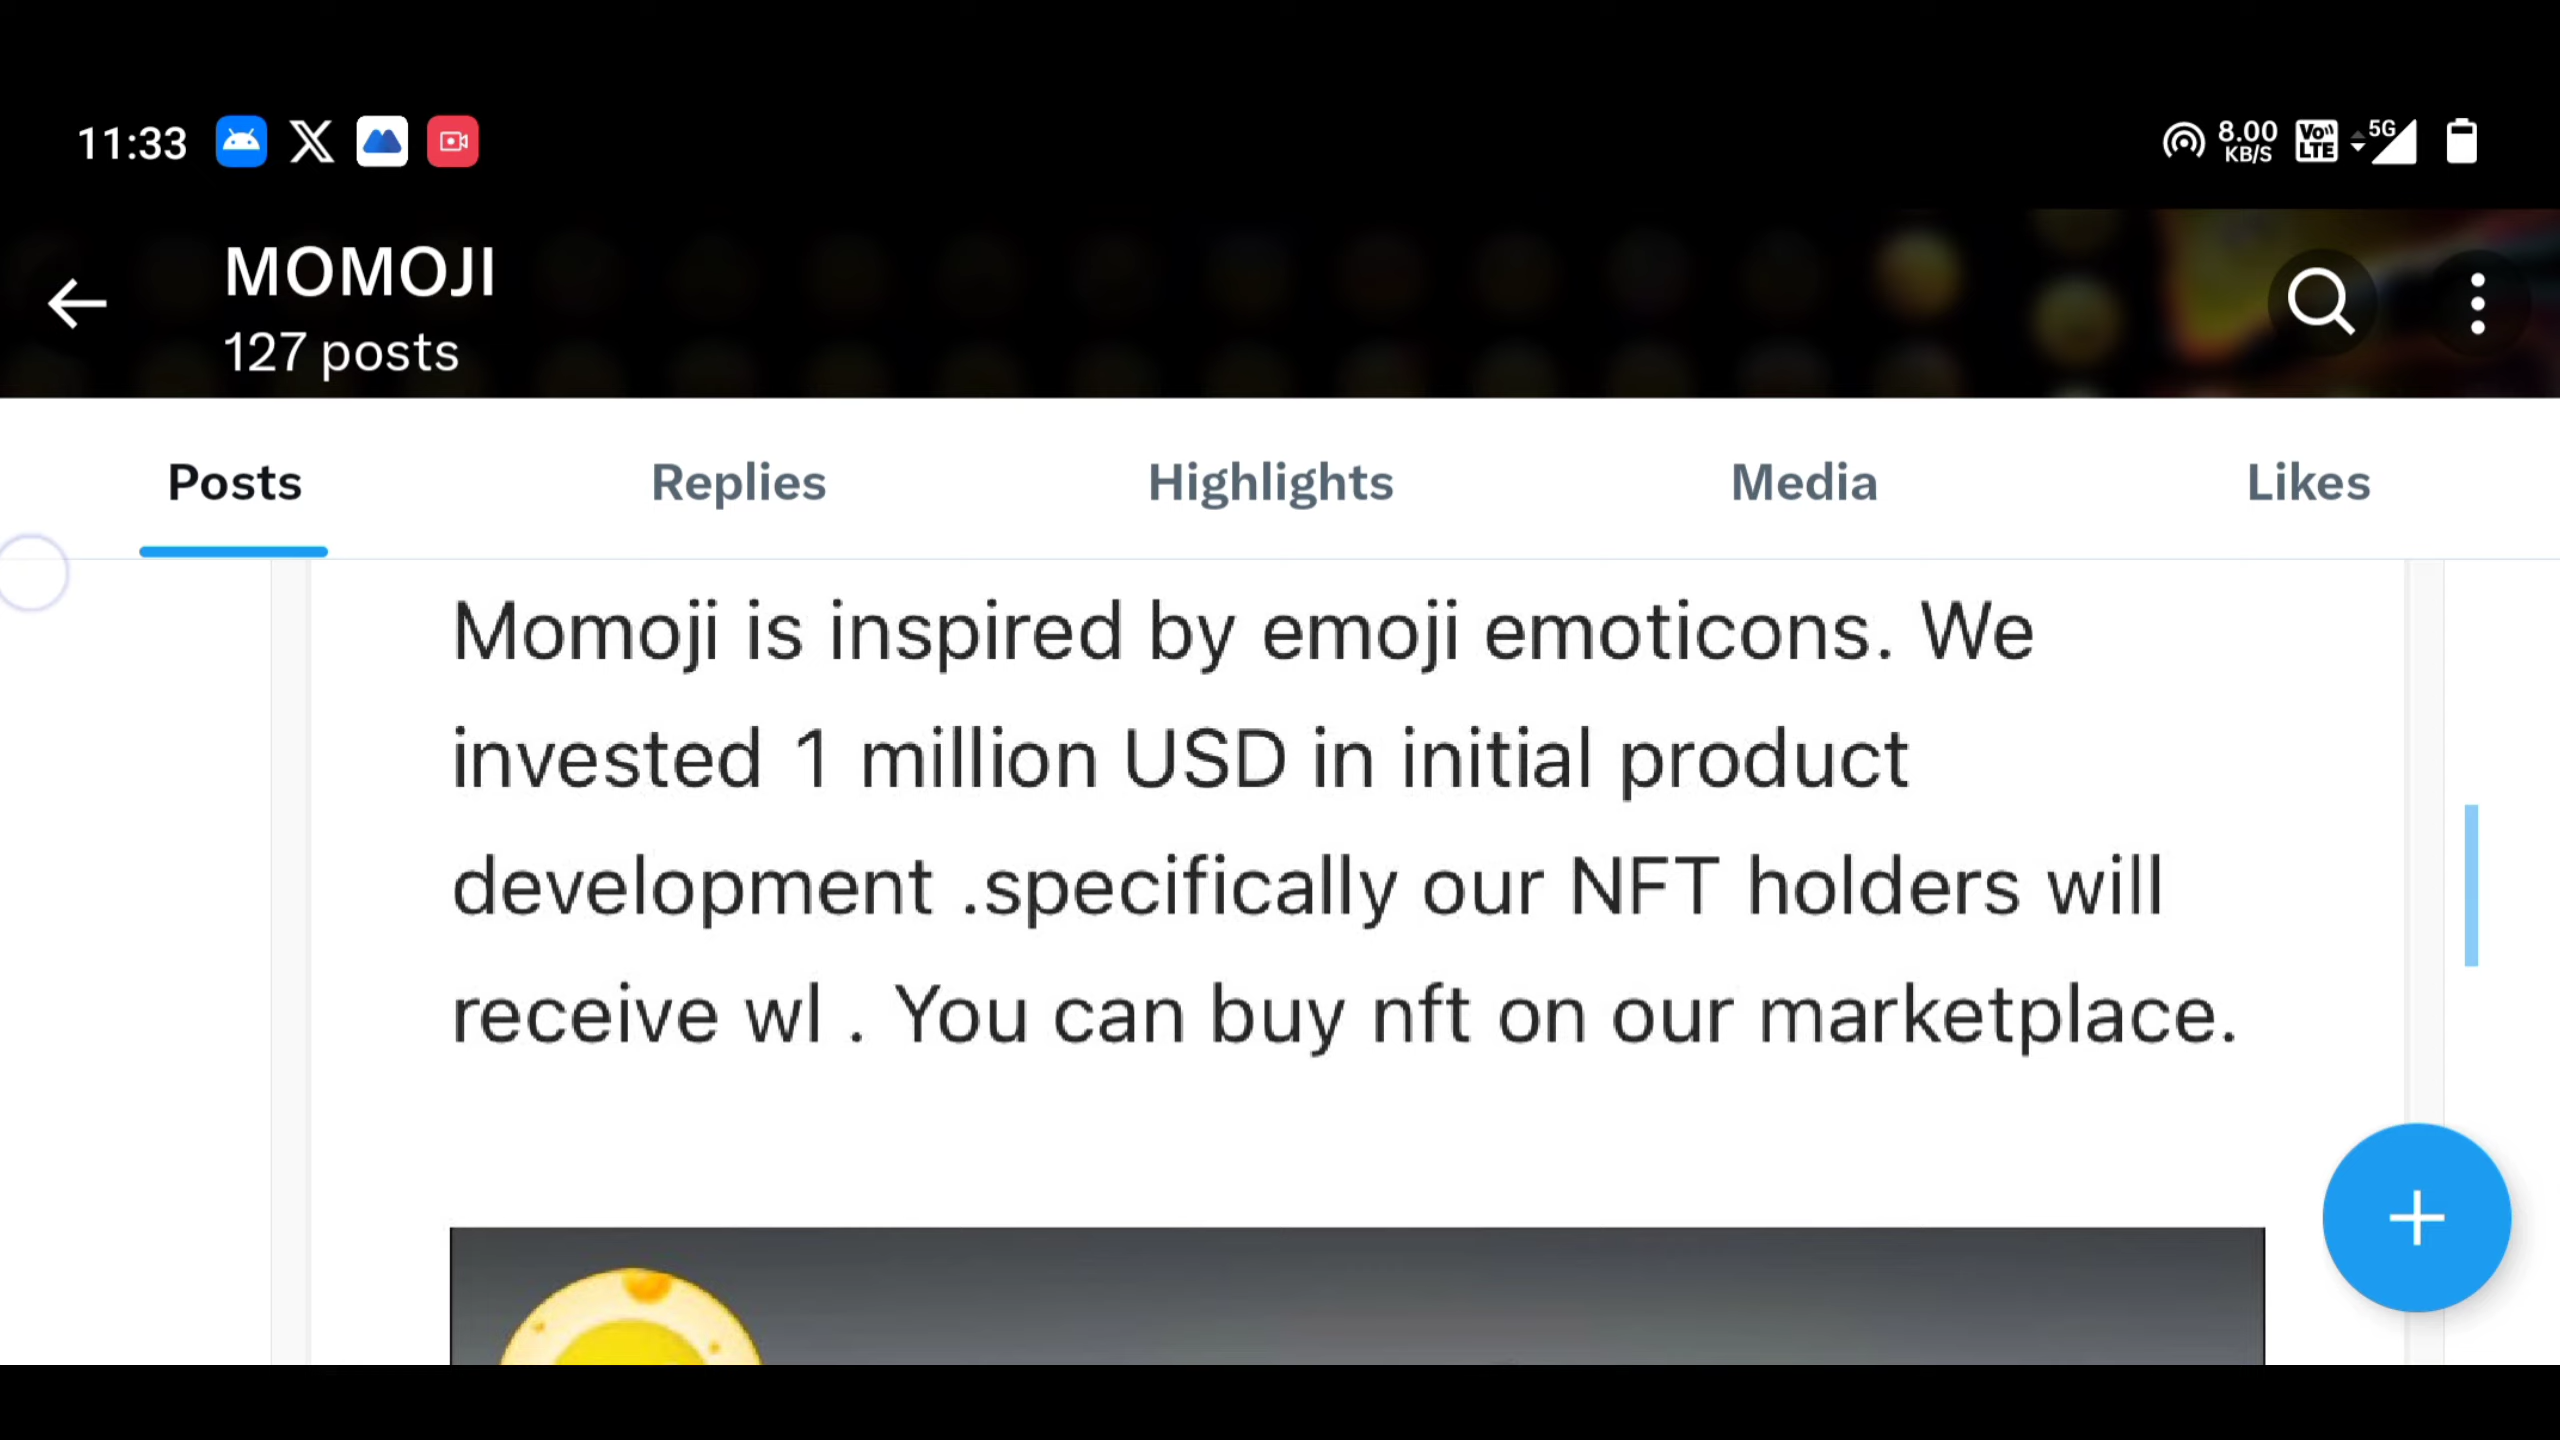 11:33
8.00
KB/S
Vo))
LTE
5G
MOMOJI
127 posts
Posts
Replies
Highlights
Media
Likes
Momoji is inspired by emoji emoticons. We
invested 1 million USD in initial product
development .specifically our NFT holders will
receive wl . You can buy nft on our marketplace.